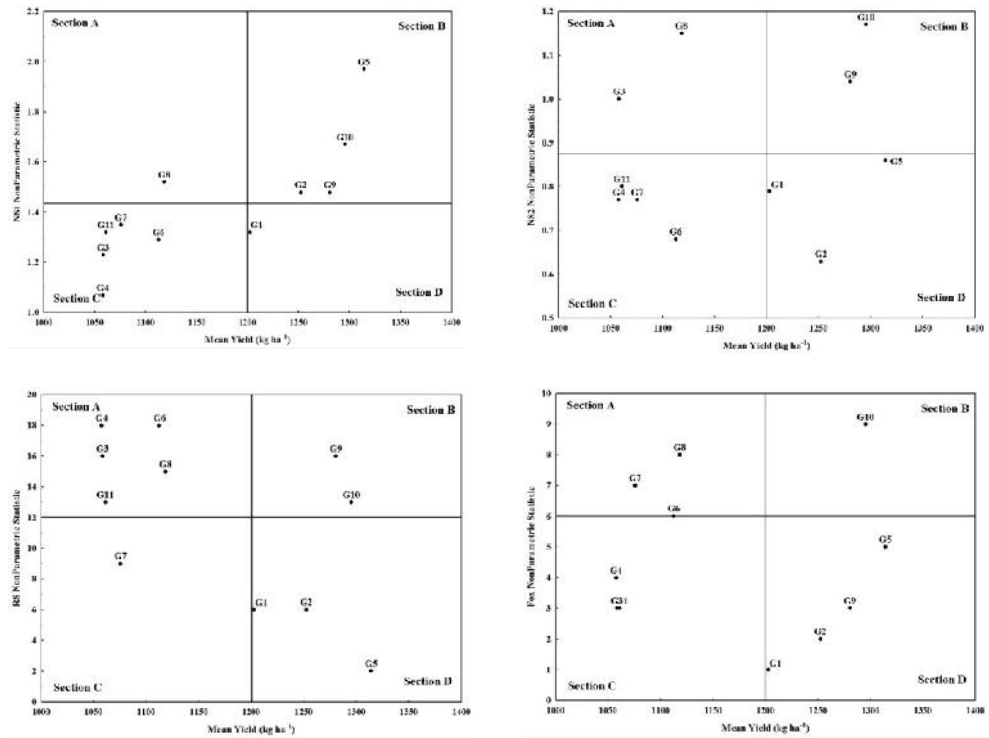 Section A
Section B
G5
G10
G8
G2 G9
G7
G11
G6
G1
G3
G4
Section C
Section D
2.2
2.0
1.8
1.6
1.4
1.2
1.0
NonParametric Statistic
1000 1050 1100 1150 1200 1250 1300 1350 1400
Mean Yield (kg ha⁻¹)
Section A
G10
Section B
G8
G9
G3
G5
G11
G1
G4 G7
G6
G2
Section C
Section D
1.2
1.1
1.0
0.9
0.8
0.7
0.6
0.5
NS2 NonParametric Statistic
1000 1050 1100 1150 1200 1250 1300 1350 1400
Mean Yield (kg ha⁻¹)
Section A
Section B
G4 G6
G3
G9
G8
G11
G10
G7
G1 G2
G5
Section C
Section D
20
18
16
14
12
10
8
6
4
2
0
RS NonParametric Statistic
1000 1050 1100 1150 1200 1250 1300 1350 1400
Mean Yield (kg ha⁻¹)
Section A
Section B
G10
G8
G7
G6
G5
G4
G9
G2
G1
Section C
Section D
10
9
8
7
6
5
4
3
2
1
0
Fox NonParametric Statistic
1000 1050 1100 1150 1200 1250 1300 1350 1400
Mean Yield (kg ha⁻¹)